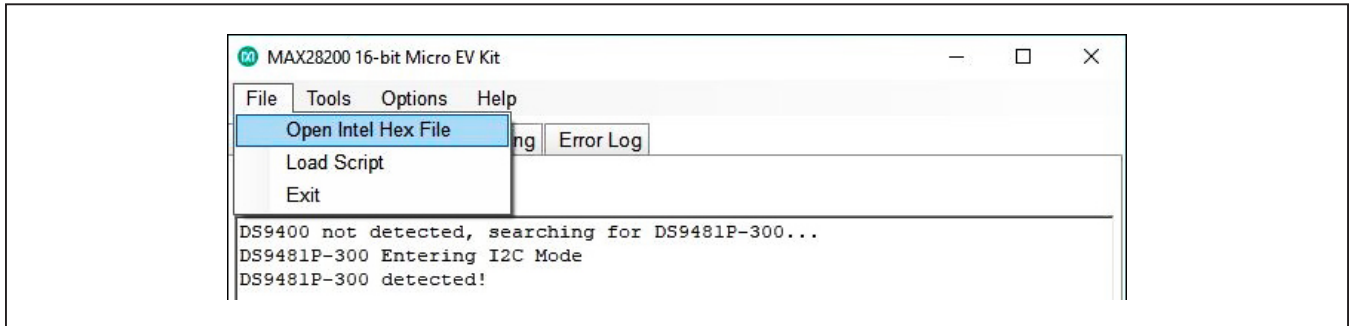 MAX28200 16-bit Micro EV Kit
File Tools Options Help
Open Intel Hex File
ng Error Log
Load Script
Exit
DS9400 not detected, searching for DS9481P-300...
DS9481P-300 Entering I2C Mode
DS9481P-300 detected!